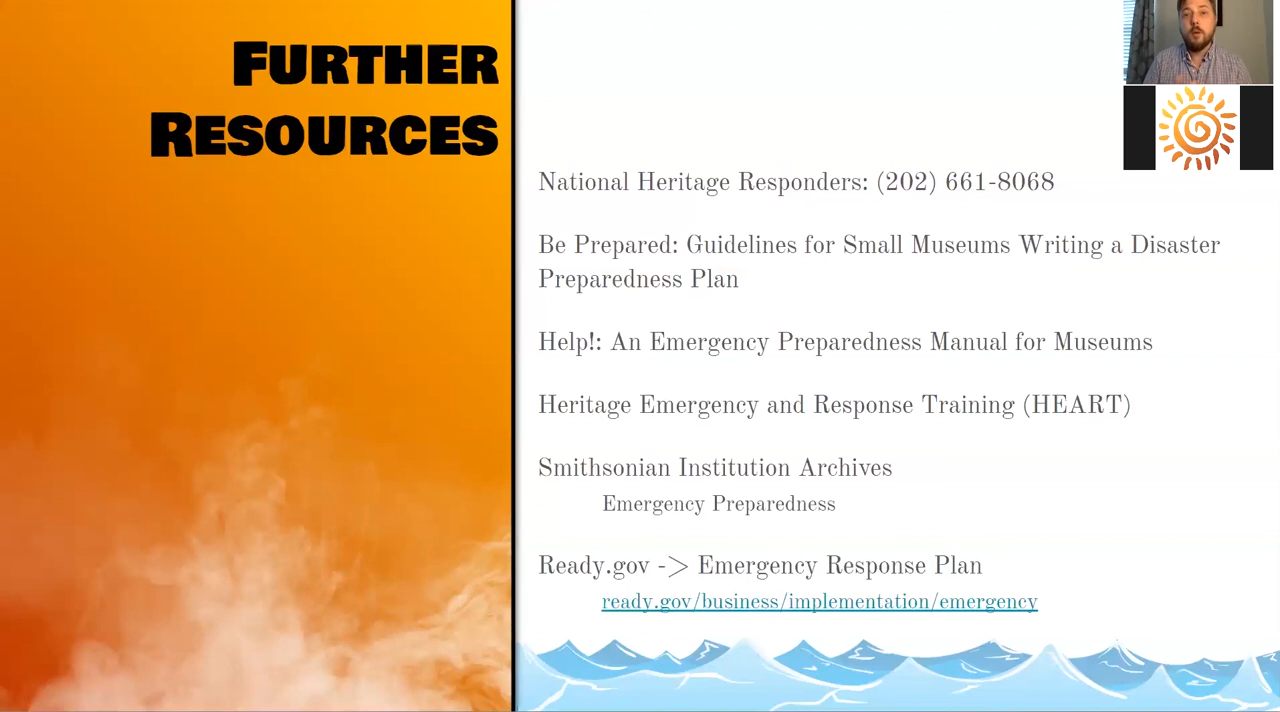 Further
Resources
National Heritage Responders: (202) 661-8068
Be Prepared: Guidelines for Small Museums Writing a Disaster
Preparedness Plan
Help!: An Emergency Preparedness Manual for Museums
Heritage Emergency and Response Training (HEART)
Smithsonian Institution Archives
Emergency Preparedness
Ready.gov -> Emergency Response Plan
ready.gov/business/implementation/emergency